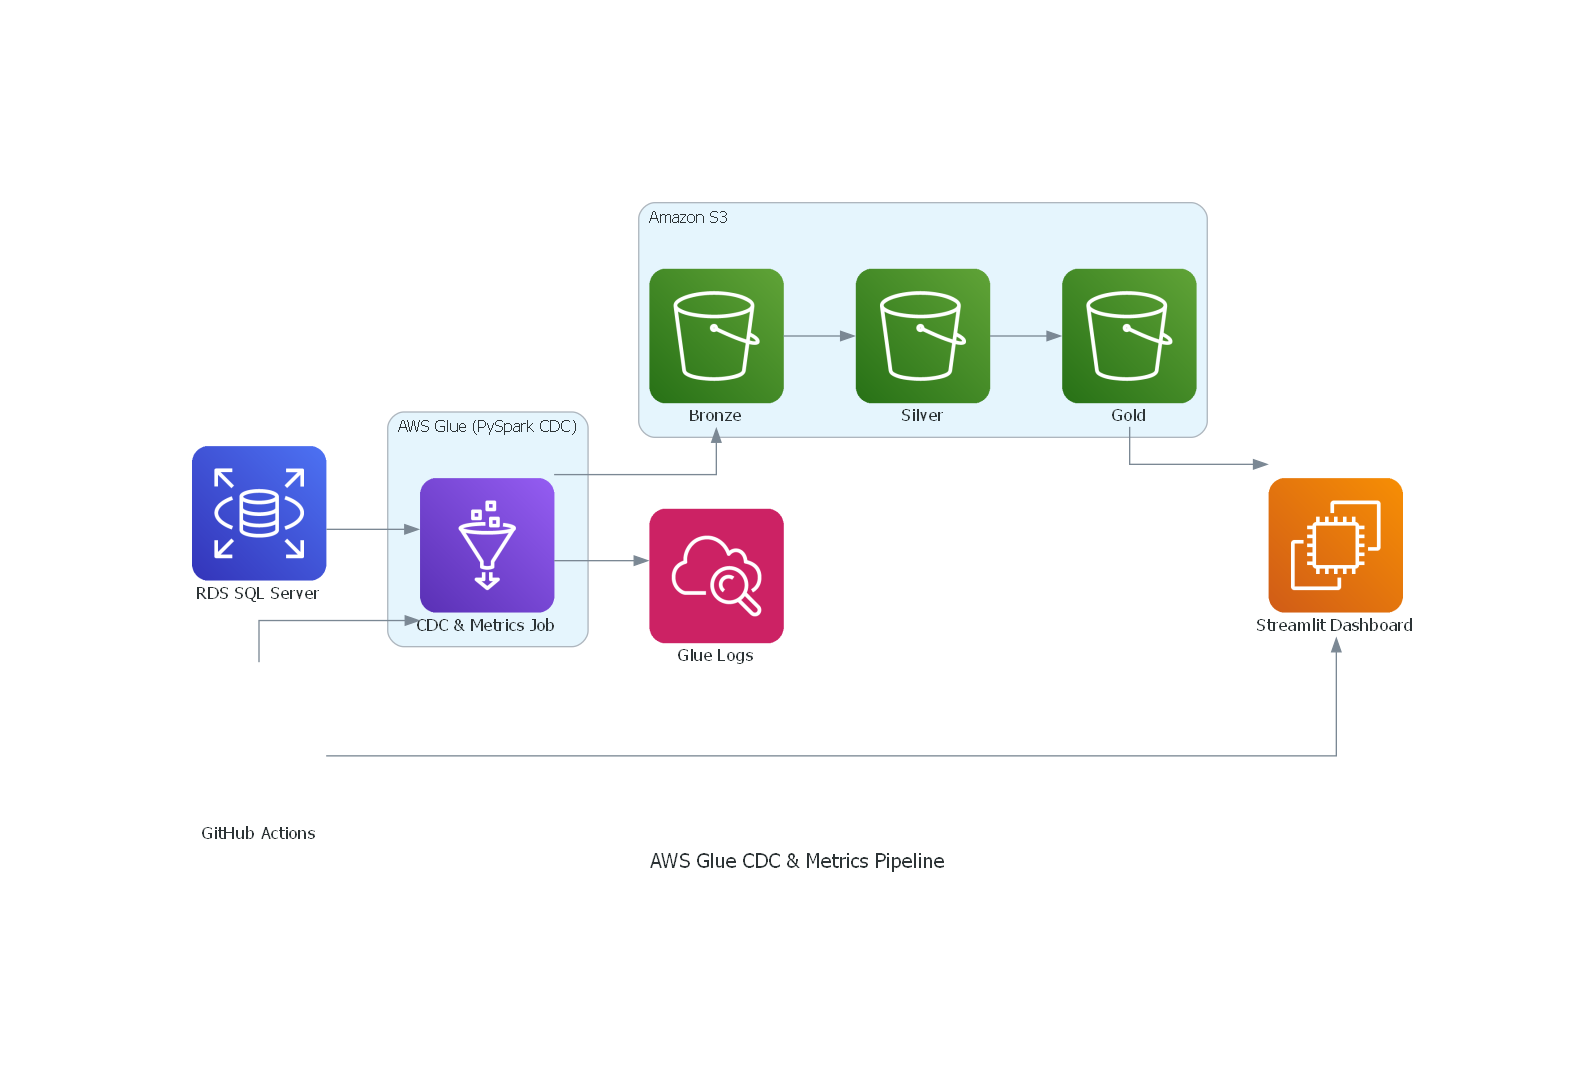 Amazon S3
Bronze
Silver
Gold
AWS Glue (PySpark CDC)
RDS SQL Server
CDC & Metrics Job
Glue Logs
Streamlit Dashboard
GitHub Actions
AWS Glue CDC & Metrics Pipeline